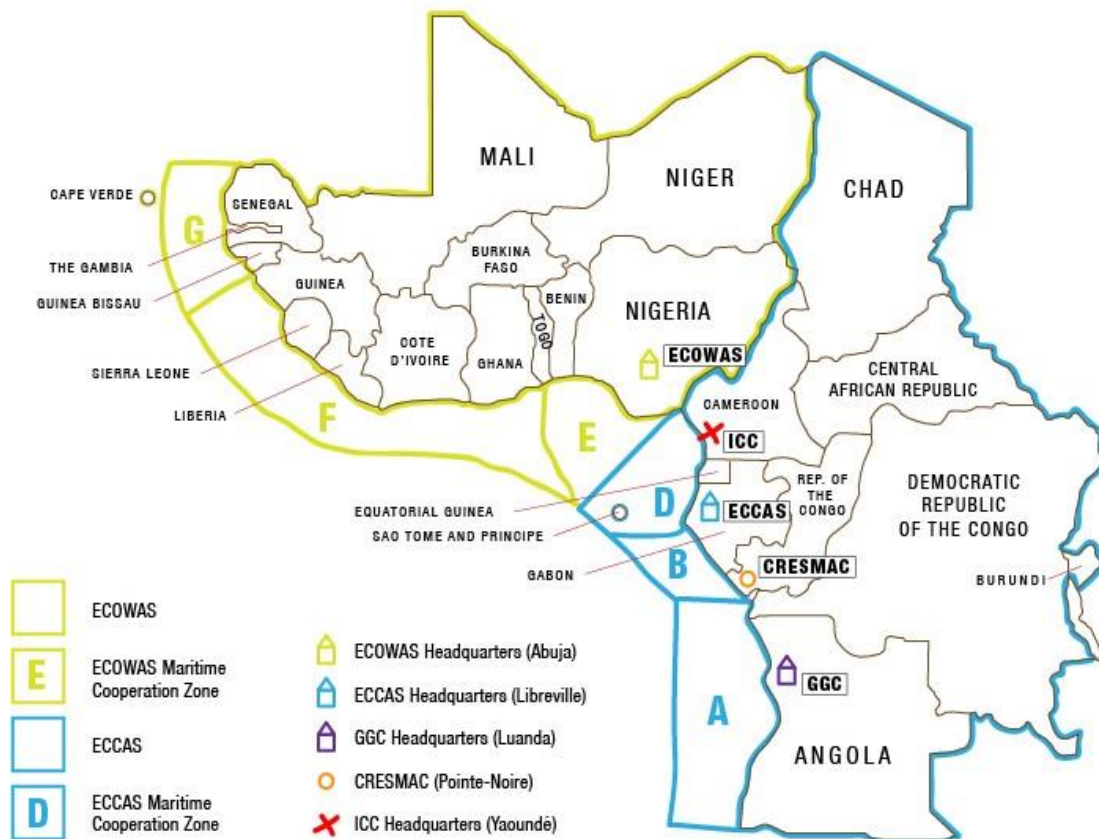 MALI
NIGER
CHAD
CAPE VERDE
SENEGAL
G
THE GAMBIA
GUINEA BISSAU
GUINEA
BURKINA
FASO
BENIN
NIGERIA
TOGO
COTE
D'IVOIRE
GHANA
ECOWAS
SIERRA LEONE
LIBERIA
F
E
CENTRAL
AFRICAN REPUBLIC
CAMEROON
ICC
EQUATORIAL GUINEA
SAO TOME AND PRINCIPE
D
ECCAS
REP. OF
THE
CONGO
DEMOCRATIC
REPUBLIC
OF THE CONGO
GABON
B
CRESMAC
BURUNDI
A
GGC
ANGOLA
ECOWAS
E
ECOWAS Maritime
Cooperation Zone
ECCAS
D
ECCAS Maritime
Cooperation Zone
ECOWAS Headquarters (Abuja)
ECCAS Headquarters (Libreville)
GGC Headquarters (Luanda)
CRESMAC (Pointe-Noire)
ICC Headquarters (Yaoundé)